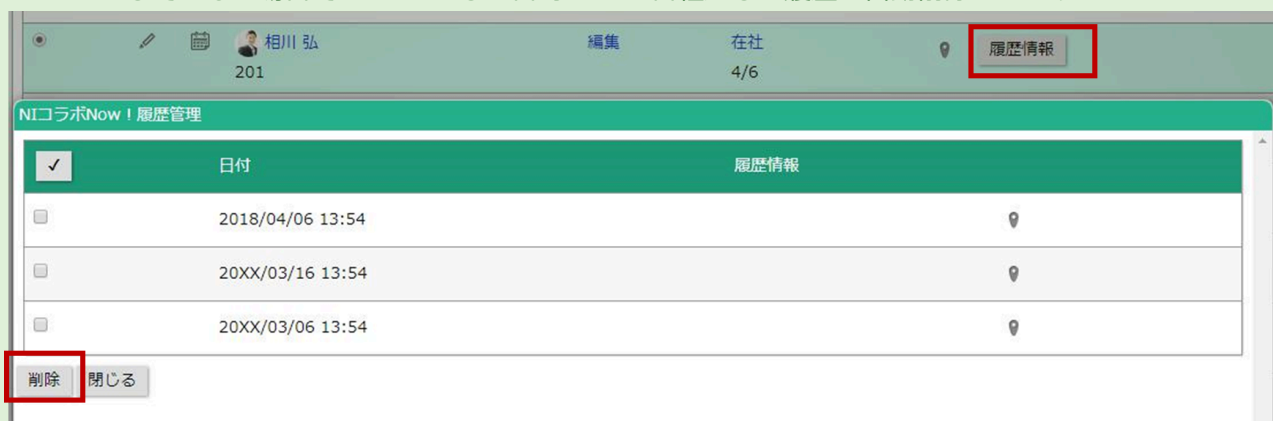 相川 弘 編集 在社 履歴情報
201 4/6
NIコラボNow！履歴管理
✓ 日付 履歴情報
2018/04/06 13:54
20XX/03/16 13:54
20XX/03/06 13:54
削除 閉じる